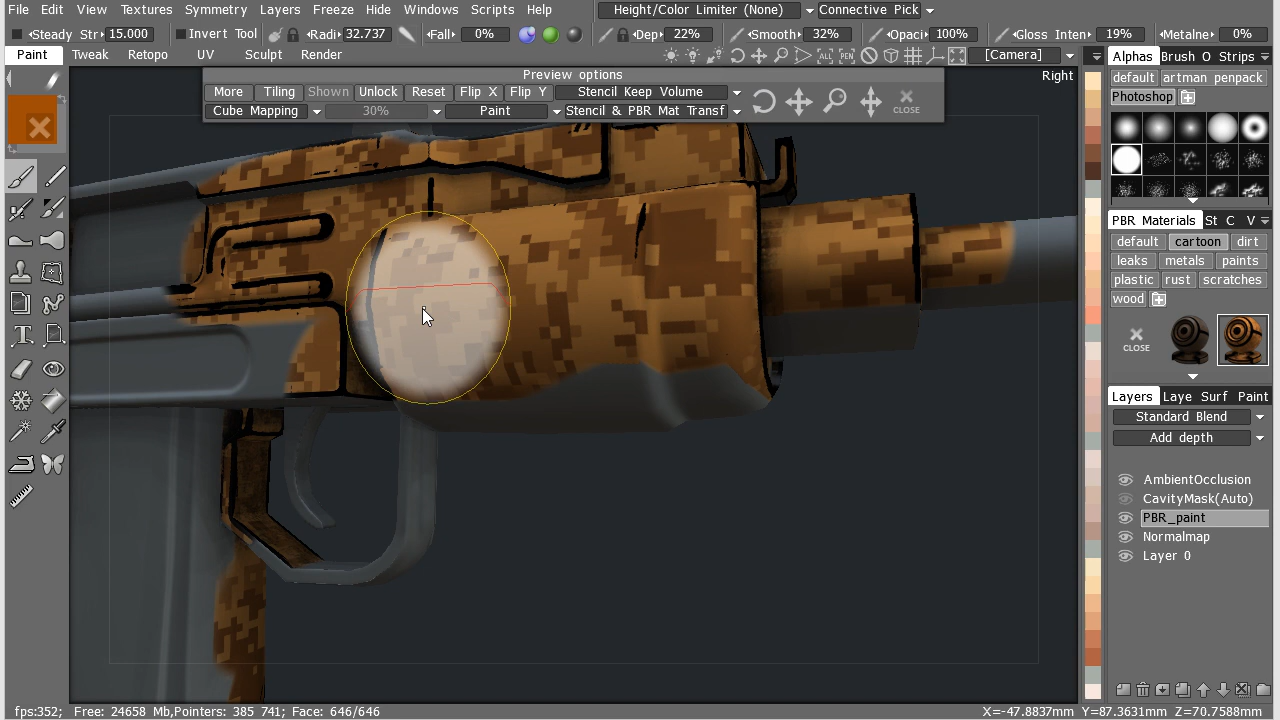 File Edit View Textures Symmetry Layers Freeze Hide Windows Scripts Help Height/Color Limiter (None) Connective Pick
Steady Str 15.000 Invert Tool Radi 32.737 Fall 0% Dep 22% Smooth 32% Opaci 100% Gloss Inten 19% Metalne 0%
Paint Tweak Retopo UV Sculpt Render [Camera] Alphas Brush O Strips
Preview options
Right
default artman penpack
More Tiling Shown Unlock Reset Flip X Flip Y Stencil Keep Volume
Photoshop
Cube Mapping 30% Paint Stencil & PBR Mat Transf CLOSE
PBR Materials St C V
default cartoon dirt
leaks metals paints
plastic rust scratches
wood
CLOSE
Layers Laye Surf Paint
Standard Blend
Add depth
AmbientOcclusion
CavityMask(Auto)
PBR_paint
Normalmap
Layer 0
fps:352; Free: 24658 Mb,Pointers: 385 741; Face: 646/646 X=-47.8837mm Y=87.3631mm Z=70.7588mm